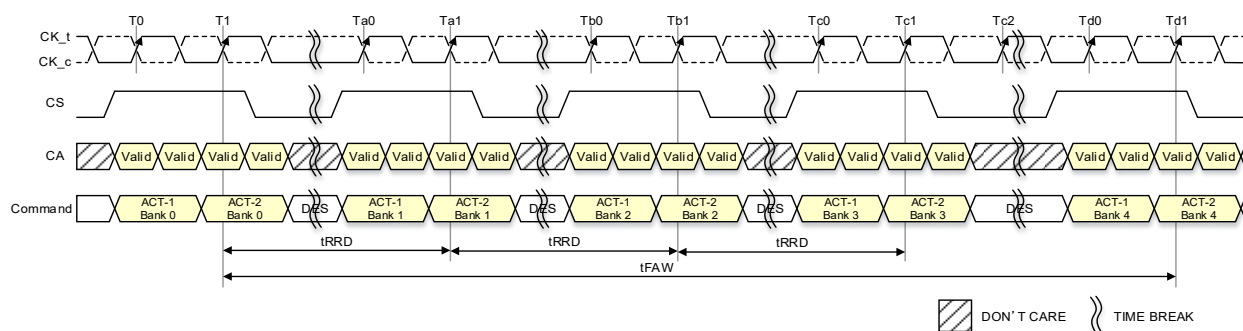 T0 T1 Ta0 Ta1 Tb0 Tb1 Tc0 Tc1 Tc2 Td0 Td1
CK_t
CK_c
CS
CA Valid Valid Valid Valid Valid Valid Valid Valid Valid Valid Valid Valid Valid Valid Valid Valid Valid Valid Valid Valid
Command ACT-1 Bank 0 ACT-2 Bank 0 DES ACT-1 Bank 1 ACT-2 Bank 1 DES ACT-1 Bank 2 ACT-2 Bank 2 DES ACT-1 Bank 3 ACT-2 Bank 3 DES ACT-1 Bank 4 ACT-2 Bank 4
tRRD tRRD tRRD
tFAW
DON'T CARE TIME BREAK